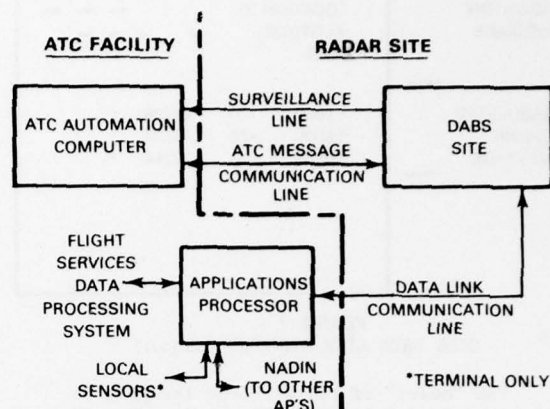 ATC FACILITY
RADAR SITE
ATC AUTOMATION
COMPUTER
SURVEILLANCE
LINE
ATC MESSAGE
COMMUNICATION
LINE
DABS
SITE
FLIGHT
SERVICES
DATA
PROCESSING
SYSTEM
APPLICATIONS
PROCESSOR
DATA LINK
COMMUNICATION
LINE
LOCAL
SENSORS*
NADIN
(TO OTHER
AP'S)
*TERMINAL ONLY